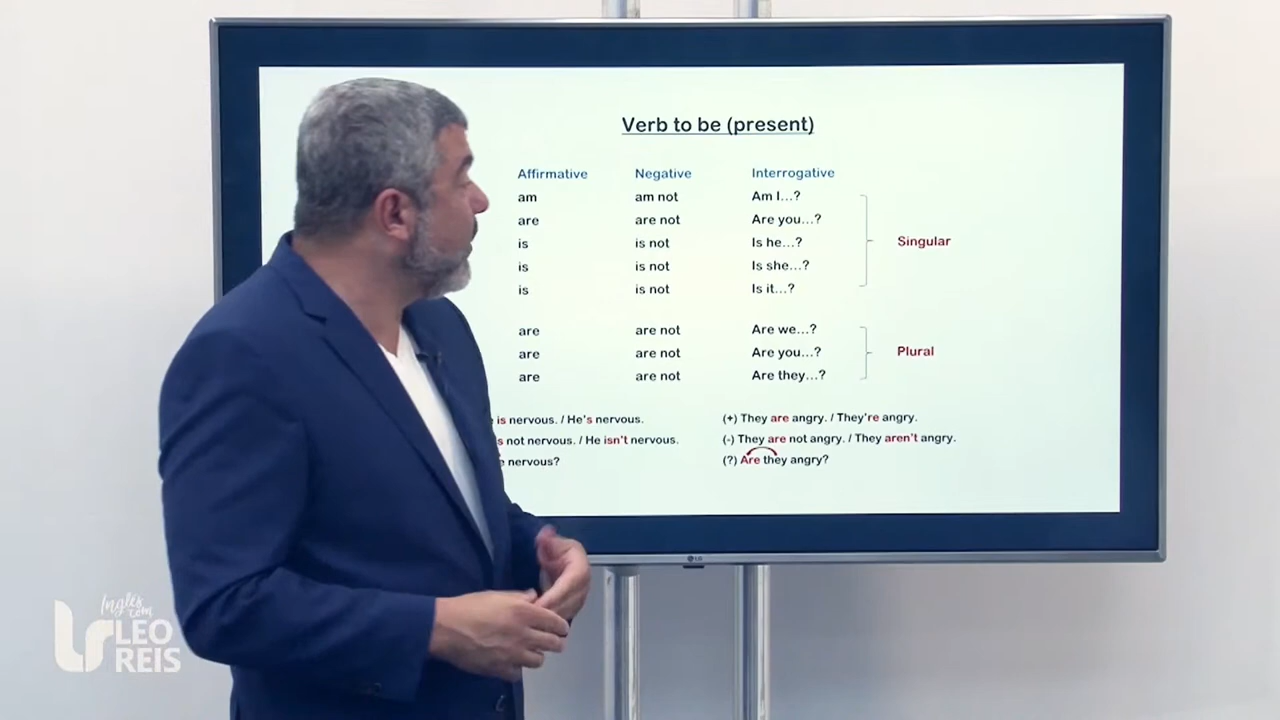 Verb to be (present)
Affirmative Negative Interrogative
am am not Am I...?
are are not Are you...?
is is not Is he...?
is is not Is she...?
is is not Is it...?
Singular
are are not Are we...?
are are not Are you...?
are are not Are they...?
Plural
is nervous. / He's nervous. (+) They are angry. / They're angry.
s not nervous. / He isn't nervous. (-) They are not angry. / They aren't angry.
nervous? (?) Are they angry?
LG
Inglês
com
LEO
REIS